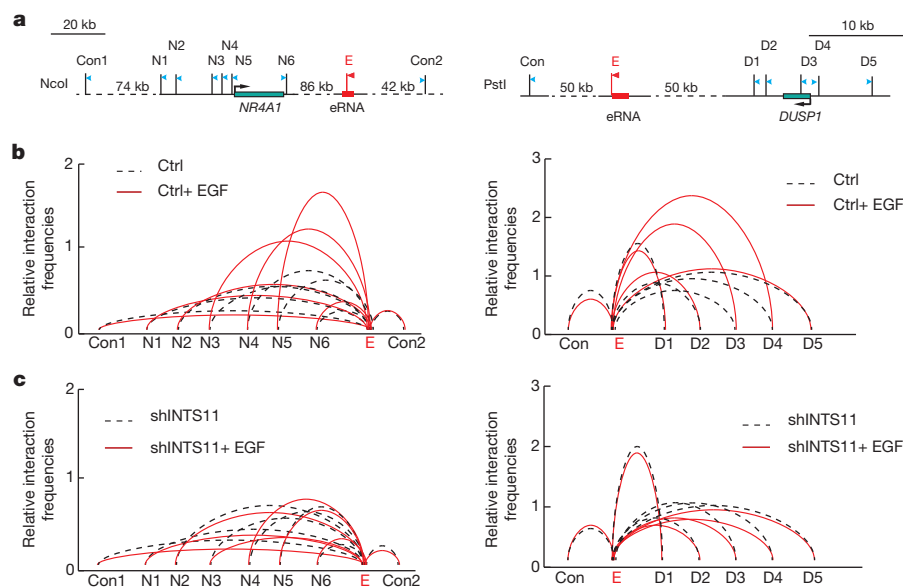 a
20 kb
10 kb
N2
N4
D2
D4
Con1
N1
N3
N5
N6
E
Con2
Con
E
D1
D3
D5
NcoI
74 kb
86 kb
42 kb
PstI
50 kb
50 kb
NR4A1
eRNA
eRNA
DUSP1
b
2
1
0
Relative interaction
frequencies
Ctrl
Ctrl+ EGF
Con1 N1 N2 N3 N4 N5 N6 E Con2
3
2
1
0
Relative interaction
frequencies
Ctrl
Ctrl+ EGF
Con E D1 D2 D3 D4 D5
c
2
1
0
Relative interaction
frequencies
shINTS11
shINTS11+ EGF
Con1 N1 N2 N3 N4 N5 N6 E Con2
3
2
1
0
Relative interaction
frequencies
shINTS11
shINTS11+ EGF
Con E D1 D2 D3 D4 D5